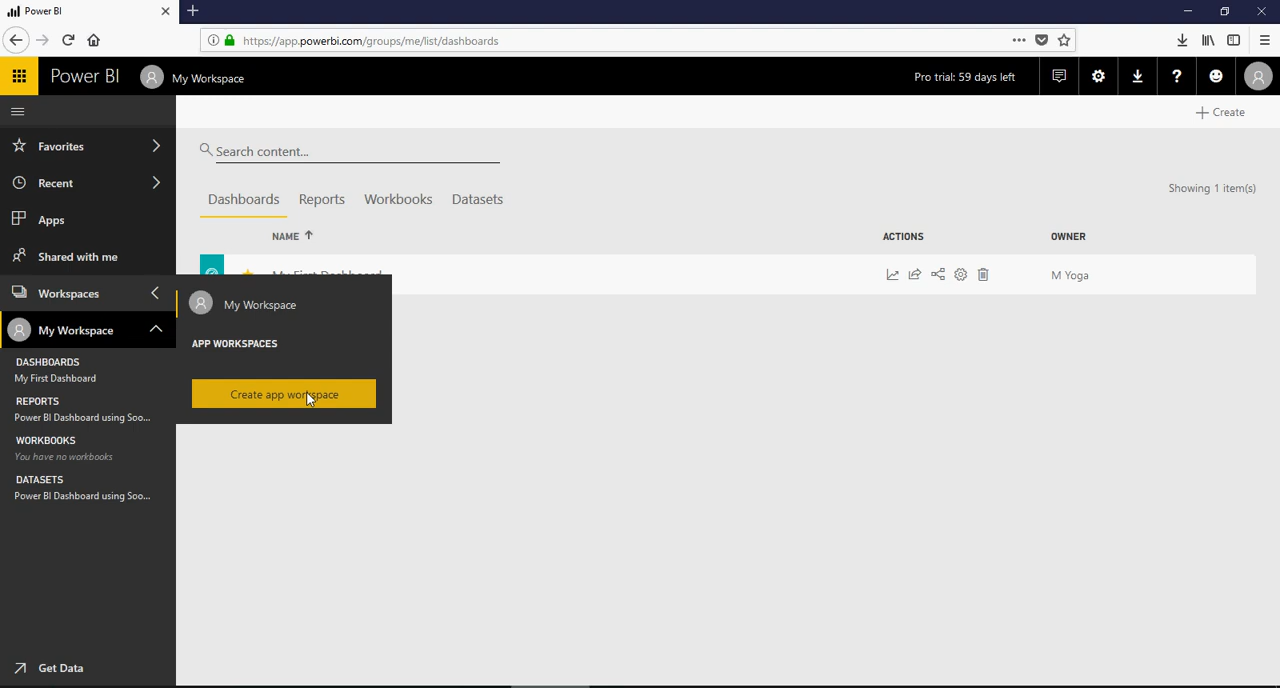 Power BI
https://app.powerbi.com/groups/me/list/dashboards
Power BI My Workspace Pro trial: 59 days left
Create
Favorites
Recent
Apps
Shared with me
Workspaces
My Workspace
DASHBOARDS
My First Dashboard
REPORTS
Power BI Dashboard using Soo...
WORKBOOKS
You have no workbooks
DATASETS
Power BI Dashboard using Soo...
Get Data
Search content...
Showing 1 item(s)
Dashboards Reports Workbooks Datasets
NAME ACTIONS OWNER
My First Dashboard M Yoga
My Workspace
APP WORKSPACES
Create app workspace